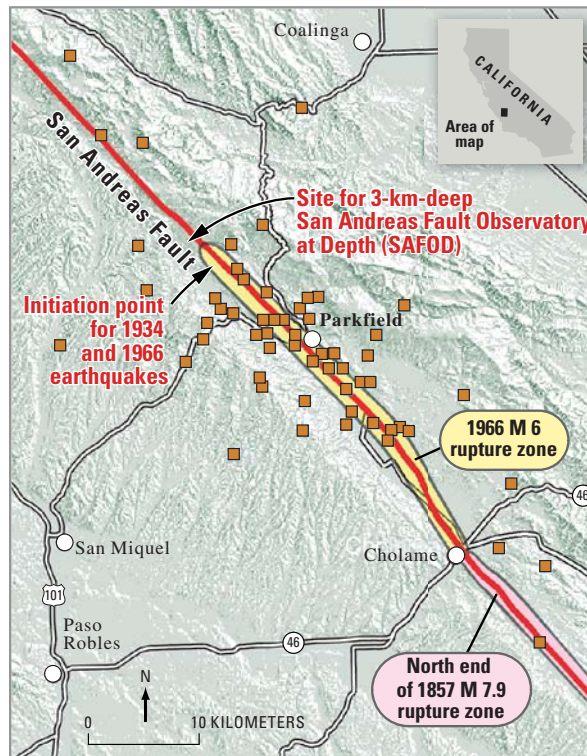 Coalinga
CALIFORNIA
Area of
map
San Andreas Fault
Site for 3-km-deep
San Andreas Fault Observatory
at Depth (SAFOD)
Initiation point
for 1934
and 1966
earthquakes
Parkfield
1966 M 6
rupture zone
46
San Miquel
Cholame
101
Paso
Robles
46
North end
of 1857 M 7.9
rupture zone
N
0
10 KILOMETERS